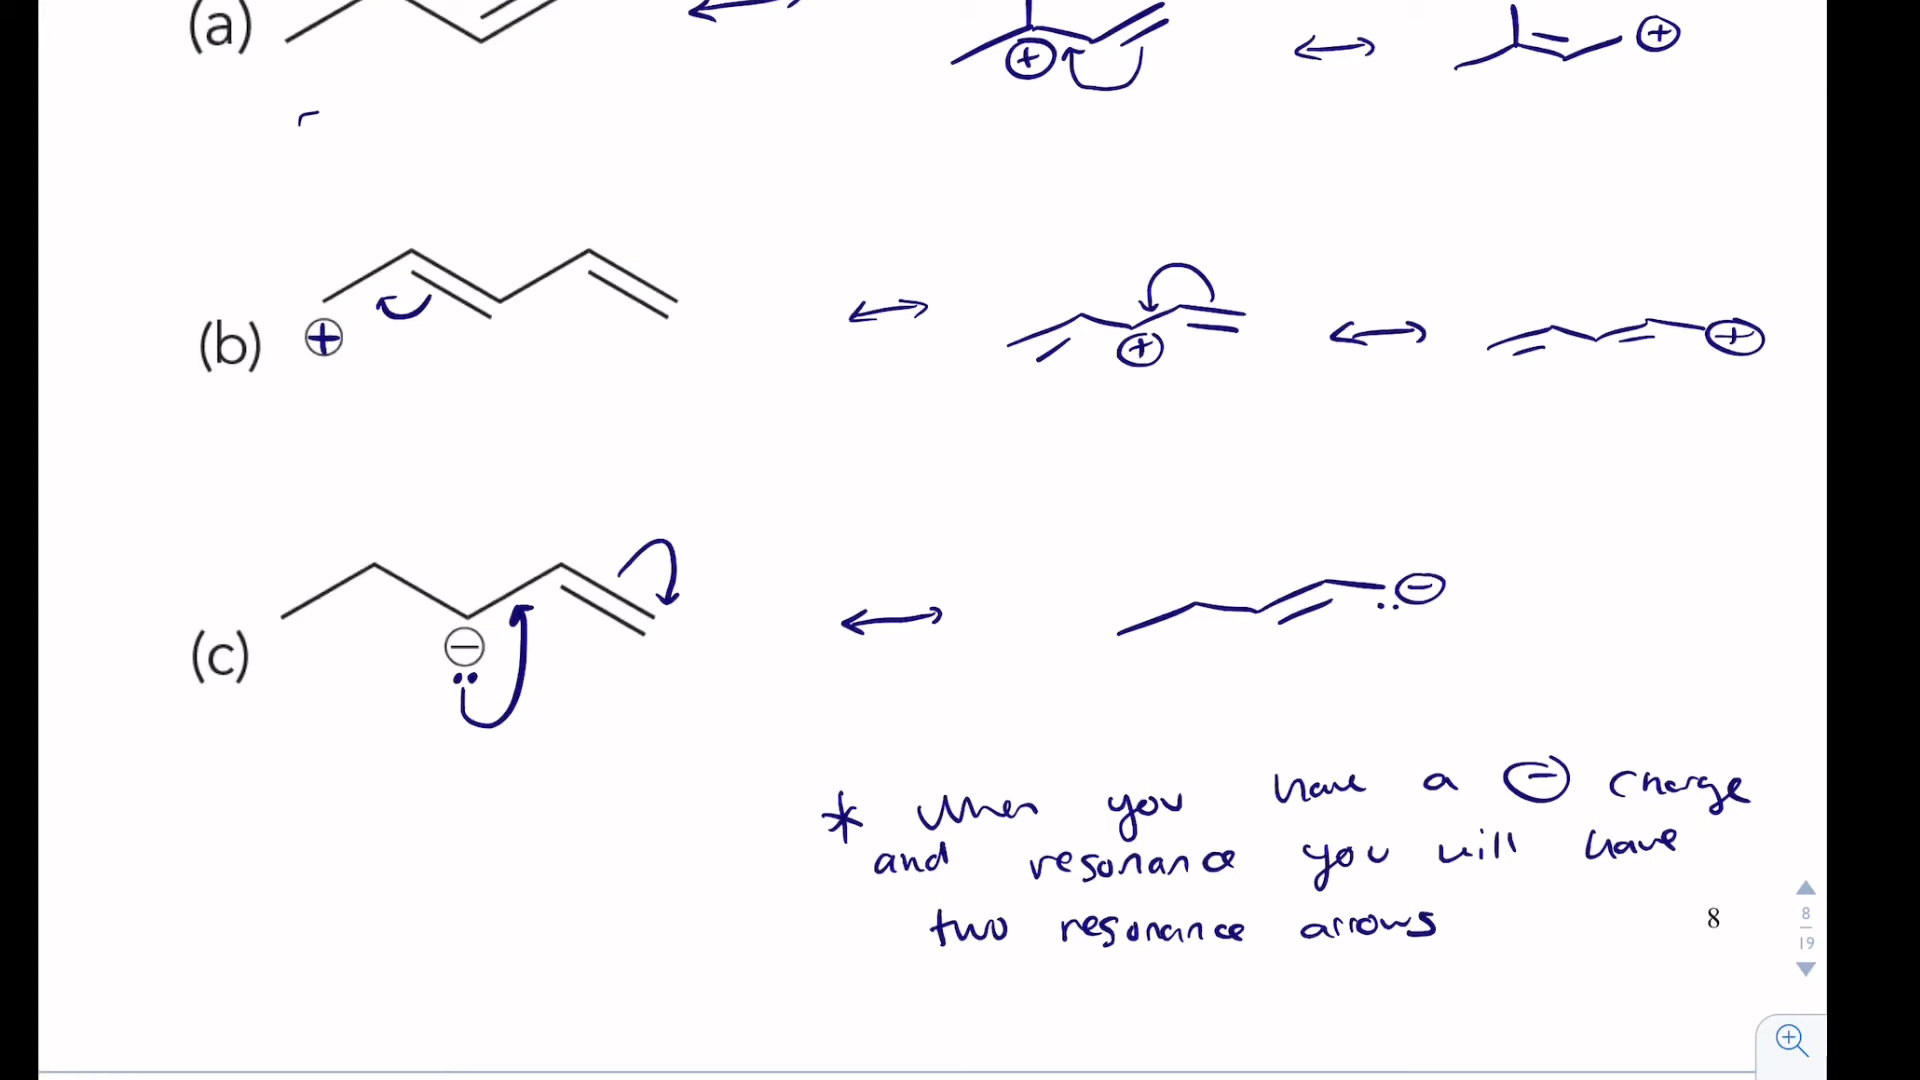 (a)
+
+
(b)
+
+
+
(c)
−
−
* when you have a ⊖ charge
and resonance you will have
two resonance arrows
8
8
19